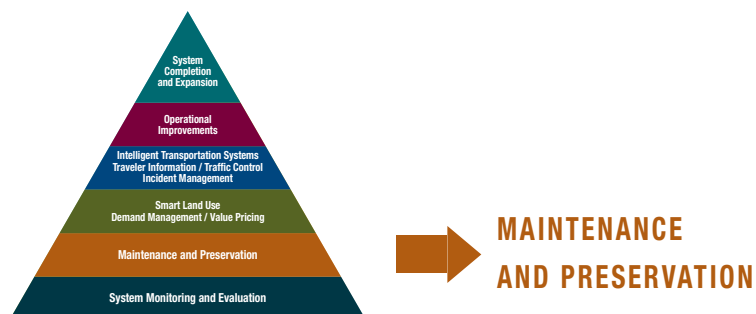 System
Completion
and Expansion
Operational
Improvements
Intelligent Transportation Systems
Traveler Information / Traffic Control
Incident Management
Smart Land Use
Demand Management / Value Pricing
Maintenance and Preservation
System Monitoring and Evaluation
MAINTENANCE
AND PRESERVATION